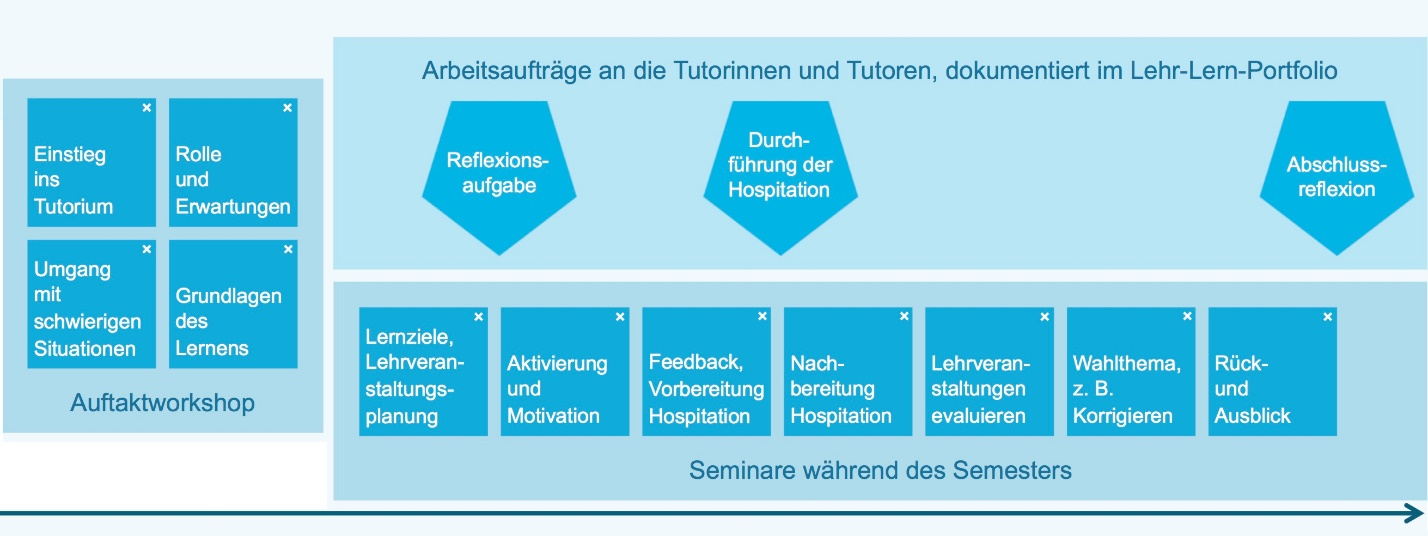 Arbeitsaufträge an die Tutorinnen und Tutoren, dokumentiert im Lehr-Lern-Portfolio
Reflexions-
aufgabe
Durch-
führung der
Hospitation
Abschluss-
reflexion
Einstieg
ins
Tutorium
Rolle
und
Erwartungen
Umgang
mit
schwierigen
Situationen
Grundlagen
des
Lernens
Auftaktworkshop
Lernziele,
Lehrveran-
staltungs-
planung
Aktivierung
und
Motivation
Feedback,
Vorbereitung
Hospitation
Nach-
bereitung
Hospitation
Lehrveran-
staltungen
evaluieren
Wahlthema,
z. B.
Korrigieren
Rück-
und
Ausblick
Seminare während des Semesters